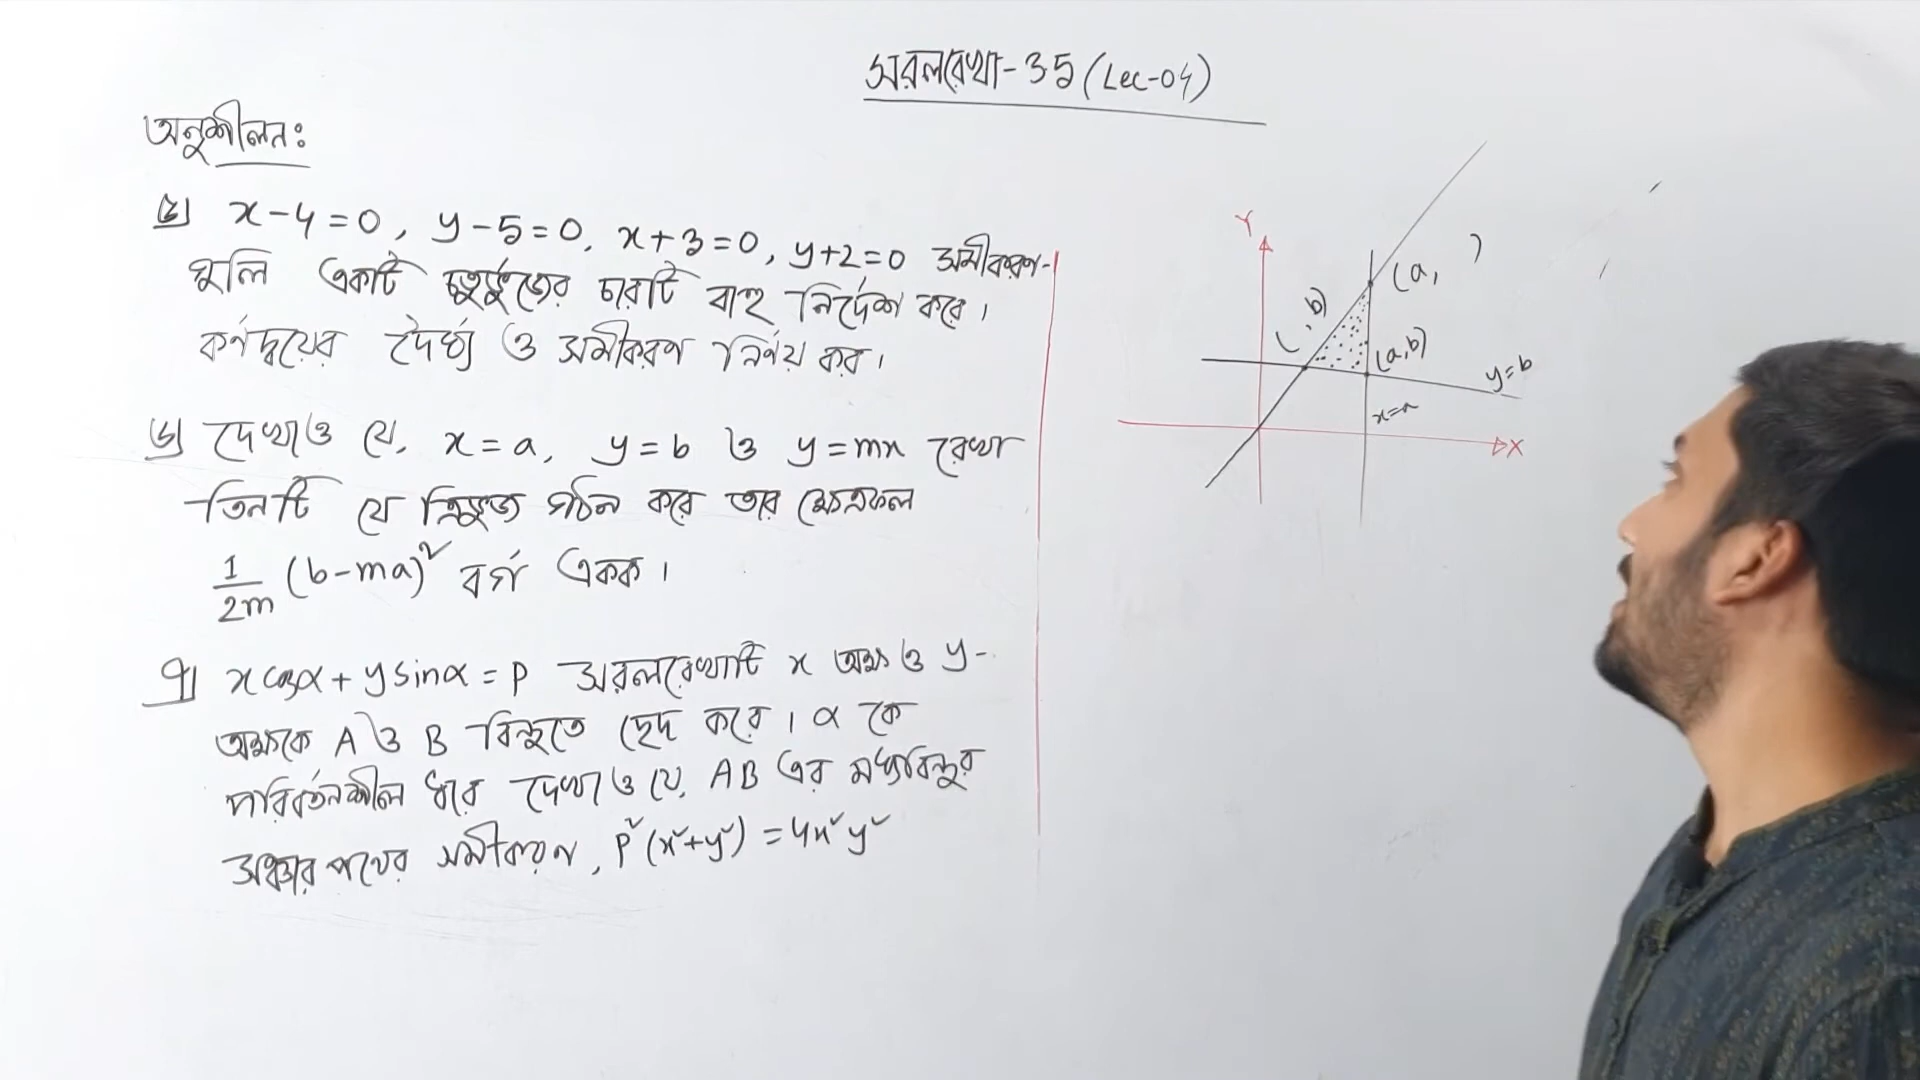 সরলরেখা-35 (Lec-04)
অনুশীলনঃ
৫| x-4=0, y-5=0, x+3=0, y+2=0 সমীকরণ-
গুলি একটি চতুর্ভুজের চারটি বাহু নির্দেশ করে।
কর্ণদ্বয়ের দৈর্ঘ্য ও সমীকরণ নির্ণয় কর।
৬| দেখাও যে, x=a, y=b ও y=mx রেখা
তিনটি যে ত্রিভুজ গঠন করে তার ক্ষেত্রফল
1/2m (b-ma)² বর্গ একক।
৭| x cosα + y sinα = P সরলরেখাটি x অক্ষ ও y-
অক্ষকে A ও B বিন্দুতে ছেদ করে। α কে
পরিবর্তনশীল ধরে দেখাও যে, AB এর মধ্যবিন্দুর
সঞ্চার পথের সমীকরণ, P²(x²+y²) = 4x²y²
Y
(a, )
( , b)
(a,b)
y=b
x=a
X